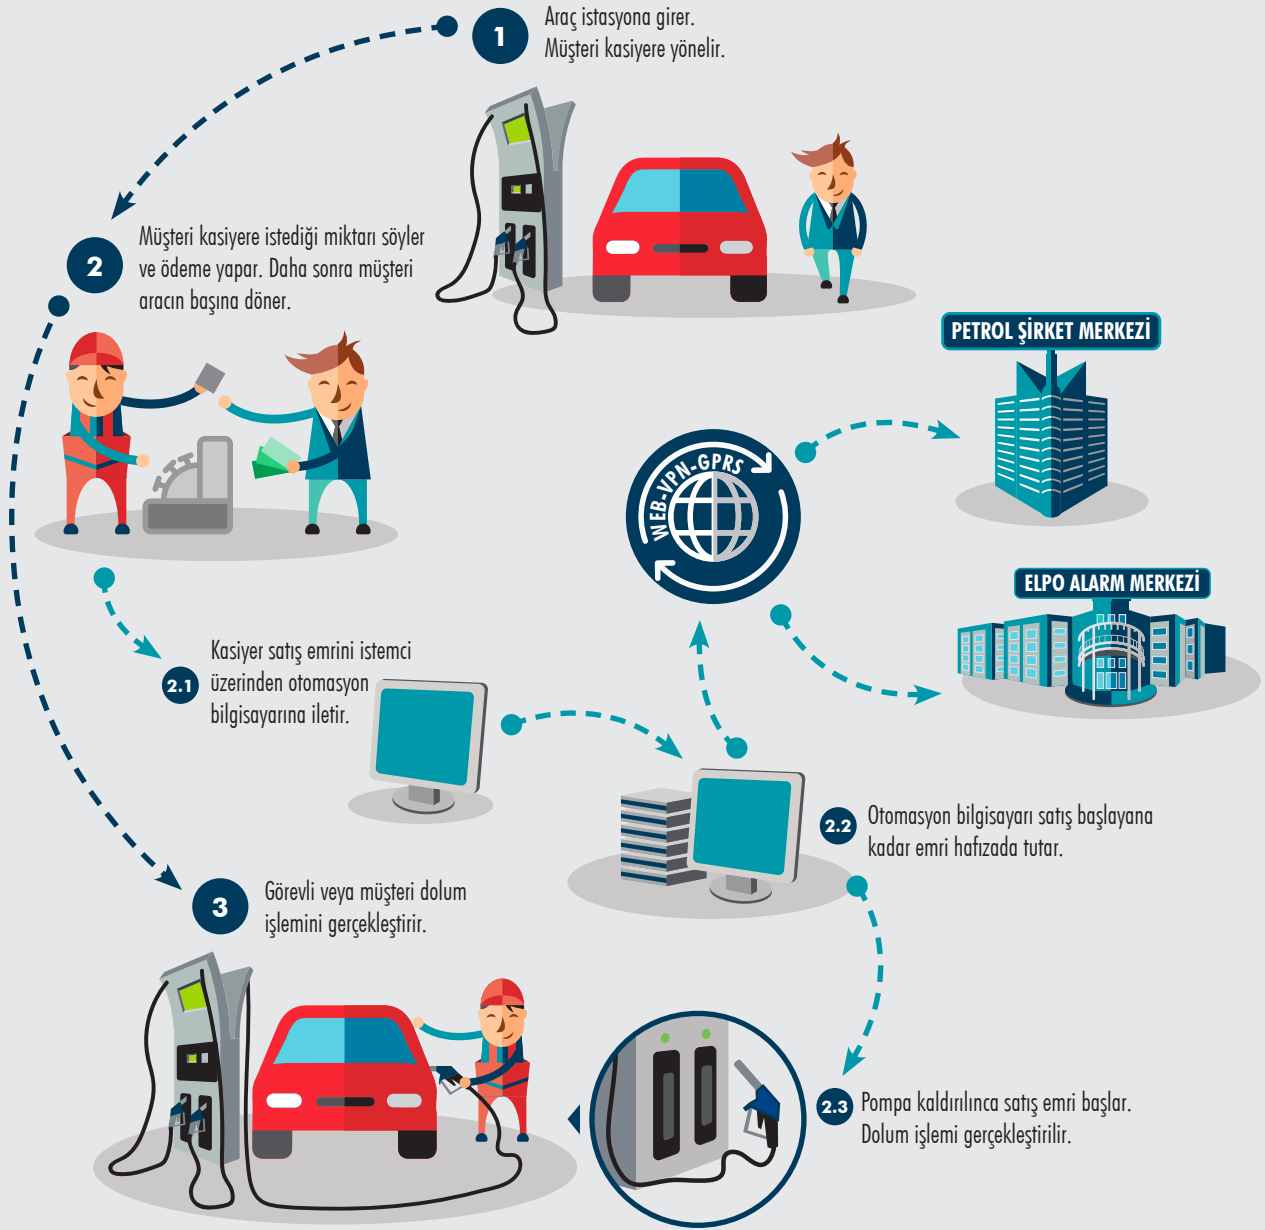 1
Araç istasyona girer.
Müşteri kasiyere yönelir.
2
Müşteri kasiyere istediği miktarı söyler
ve ödeme yapar. Daha sonra müşteri
aracın başına döner.
PETROL ŞİRKET MERKEZİ
WEB-VPN-GPRS
ELPO ALARM MERKEZİ
2.1
Kasiyer satış emrini istemci
üzerinden otomasyon
bilgisayarına iletir.
2.2
Otomasyon bilgisayarı satış başlayana
kadar emri hafızada tutar.
3
Görevli veya müşteri dolum
işlemini gerçekleştirir.
2.3
Pompa kaldırılınca satış emri başlar.
Dolum işlemi gerçekleştirilir.